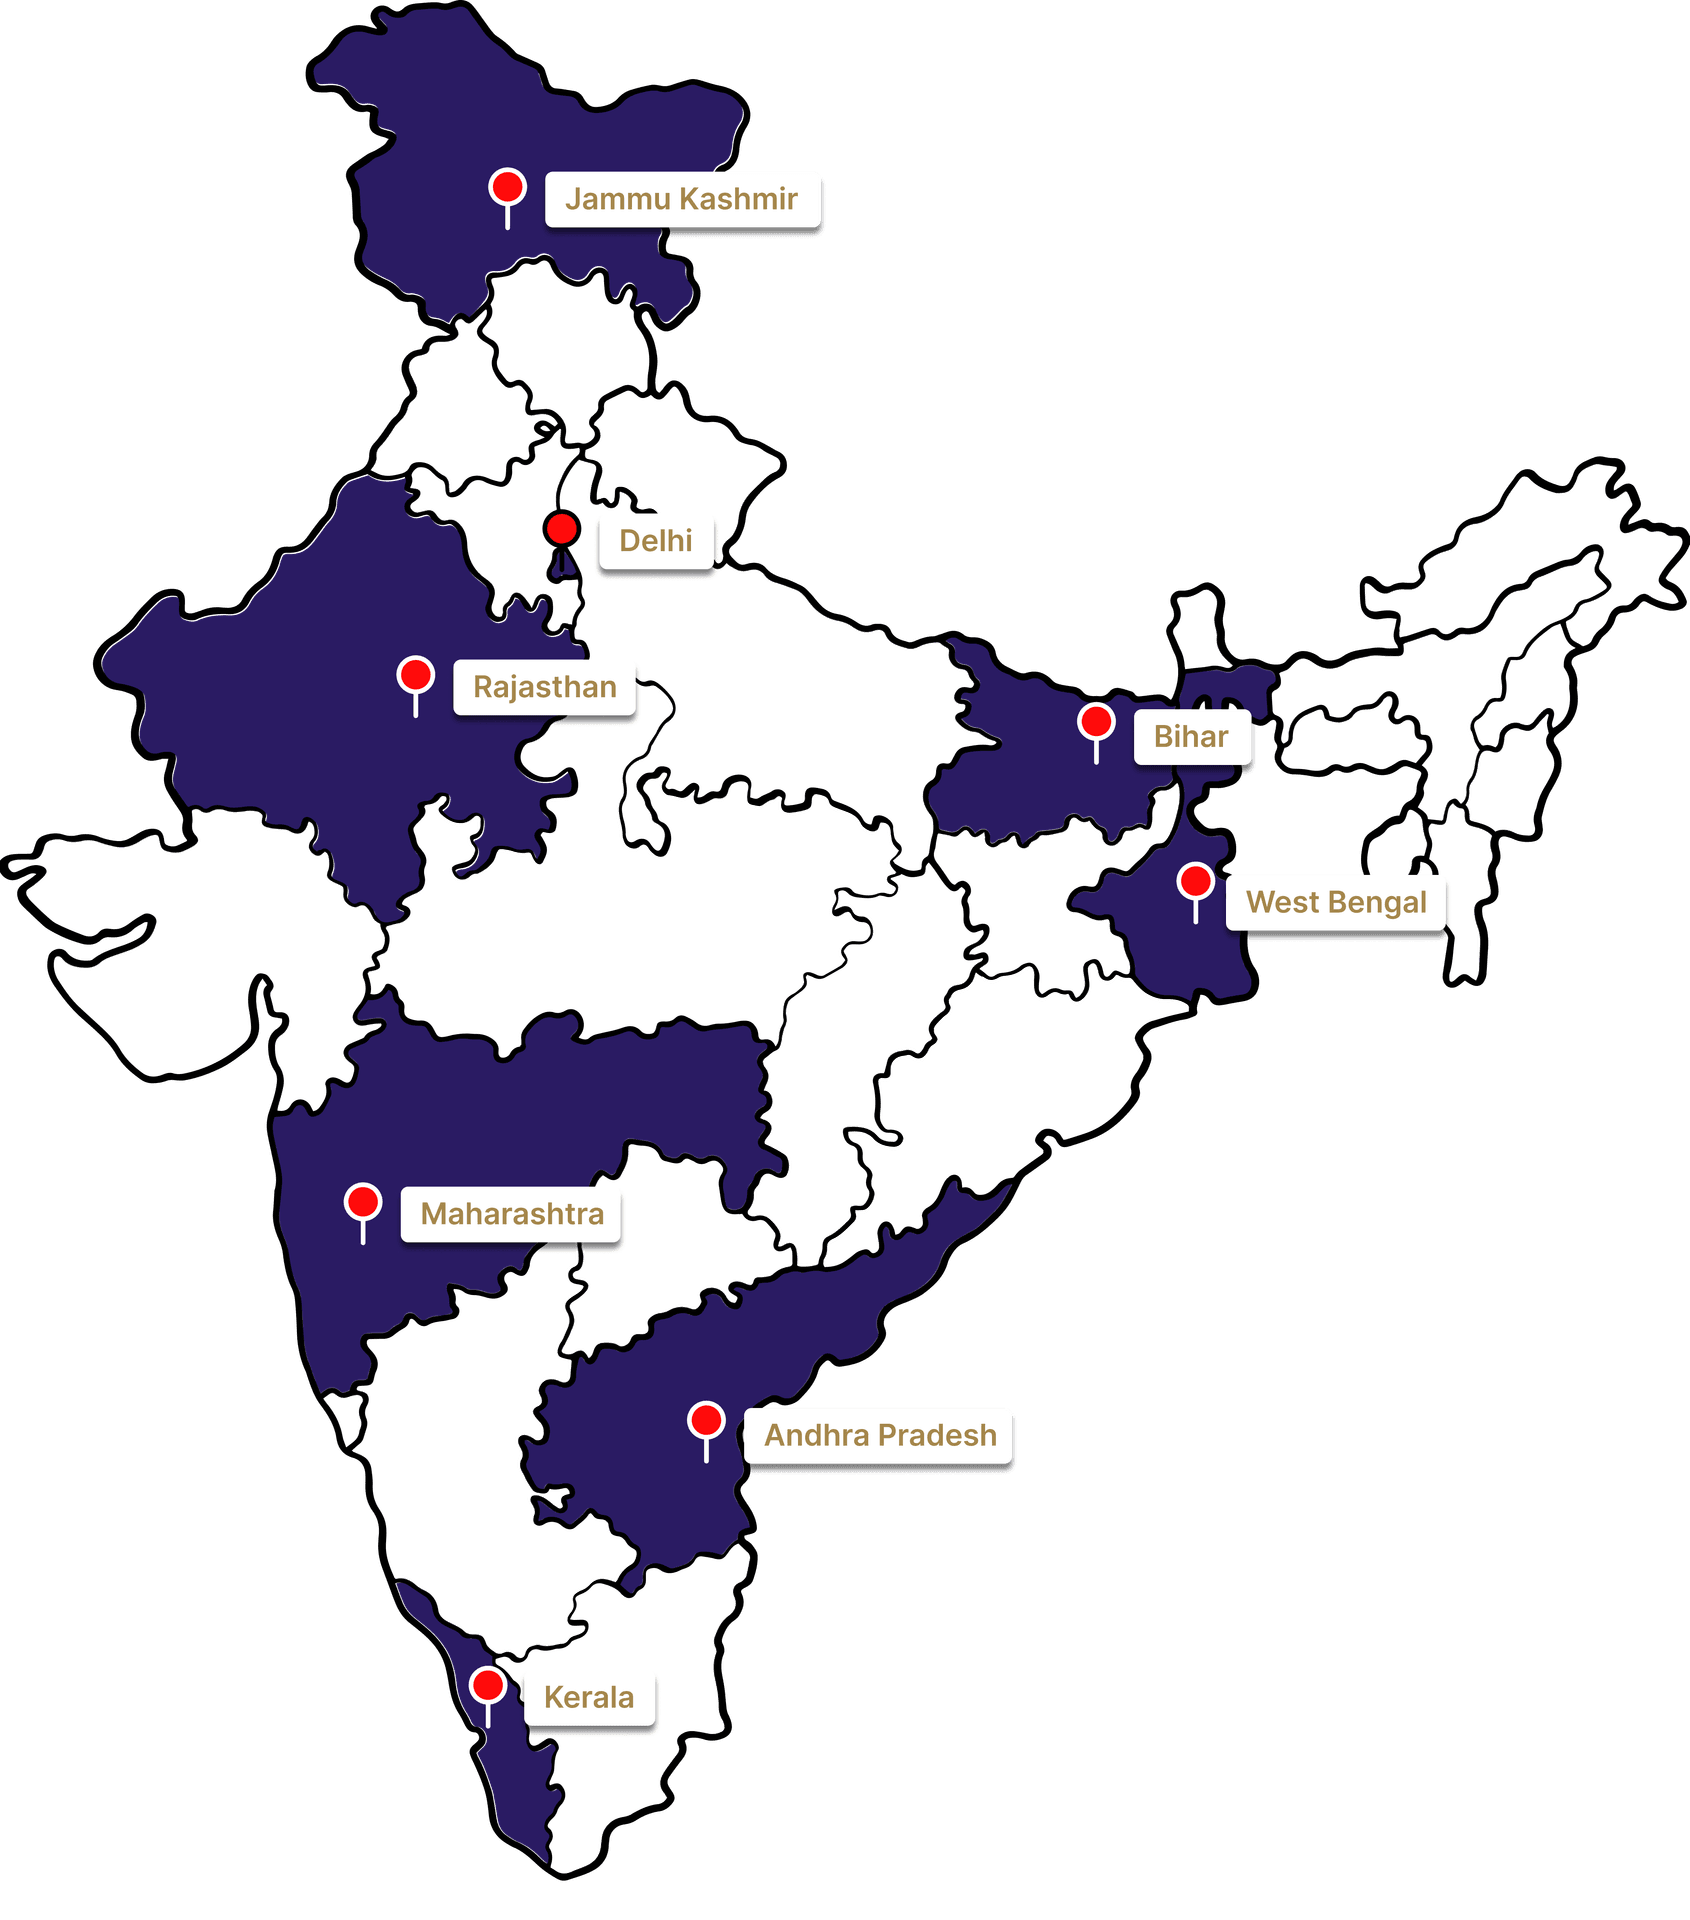 Jammu Kashmir
Delhi
Rajasthan
Bihar
West Bengal
Maharashtra
Andhra Pradesh
Kerala